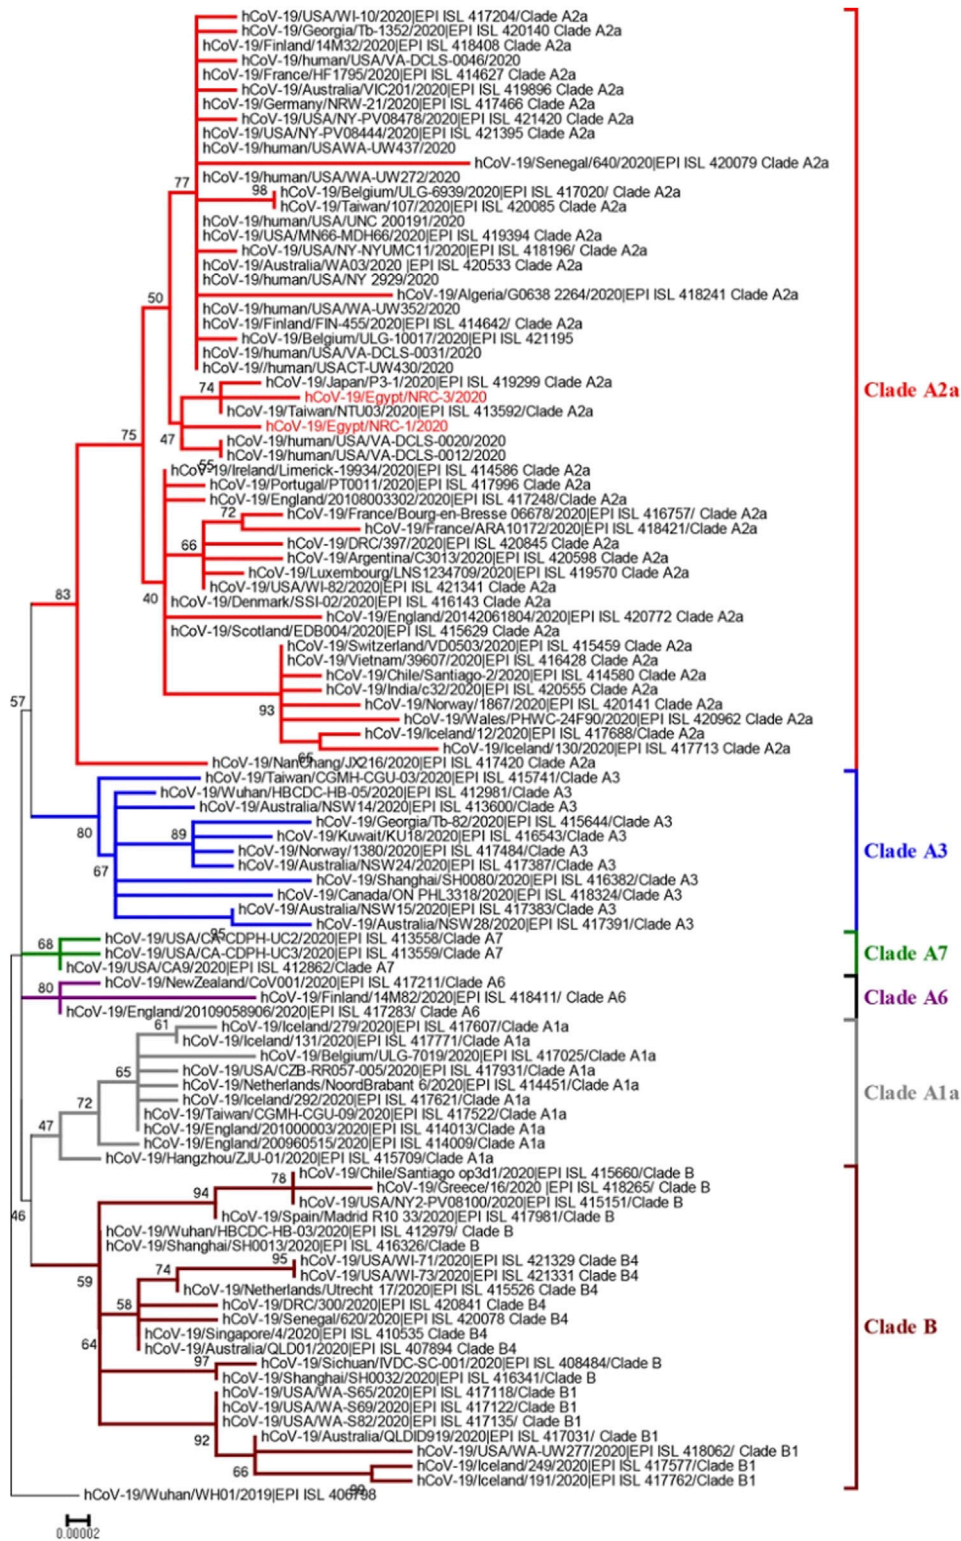 hCoV-19/USA/WI-10/2020|EPI ISL 417204/Clade A2a
hCoV-19/Georgia/Tb-1352/2020|EPI ISL 420140 Clade A2a
hCoV-19/Finland/14M32/2020|EPI ISL 418408 Clade A2a
hCoV-19/human/USA/VA-DCLS-0046/2020
hCoV-19/France/HF1795/2020|EPI ISL 414627 Clade A2a
hCoV-19/Australia/VIC201/2020|EPI ISL 419896 Clade A2a
hCoV-19/Germany/NRW-21/2020|EPI ISL 417466 Clade A2a
hCoV-19/USA/NY-PV08478/2020|EPI ISL 421420 Clade A2a
hCoV-19/USA/NY-PV08444/2020|EPI ISL 421395 Clade A2a
hCoV-19/human/USAWA-UW437/2020
hCoV-19/Senegal/640/2020|EPI ISL 420079 Clade A2a
hCoV-19/human/USA/WA-UW272/2020
77
98
hCoV-19/Belgium/ULG-6939/2020|EPI ISL 417020/ Clade A2a
hCoV-19/Taiwan/107/2020|EPI ISL 420085 Clade A2a
hCoV-19/human/USA/UNC 200191/2020
hCoV-19/USA/MN66-MDH66/2020|EPI ISL 419394 Clade A2a
hCoV-19/USA/NY-NYUMC11/2020|EPI ISL 418196/ Clade A2a
hCoV-19/Australia/WA03/2020 |EPI ISL 420533 Clade A2a
hCoV-19/human/USA/NY 2929/2020
hCoV-19/Algeria/G0638 2264/2020|EPI ISL 418241 Clade A2a
50
hCoV-19/human/USA/WA-UW352/2020
hCoV-19/Finland/FIN-455/2020|EPI ISL 414642/ Clade A2a
hCoV-19/Belgium/ULG-10017/2020|EPI ISL 421195
hCoV-19/human/USA/VA-DCLS-0031/2020
hCoV-19//human/USACT-UW430/2020
74
hCoV-19/Japan/P3-1/2020|EPI ISL 419299 Clade A2a
Clade A2a
hCoV-19/Egypt/NRC-3/2020
hCoV-19/Taiwan/NTU03/2020|EPI ISL 413592/Clade A2a
hCoV-19/Egypt/NRC-1/2020
75
47
hCoV-19/human/USA/VA-DCLS-0020/2020
hCoV-19/human/USA/VA-DCLS-0012/2020
55
hCoV-19/Ireland/Limerick-19934/2020|EPI ISL 414586 Clade A2a
hCoV-19/Portugal/PT0011/2020|EPI ISL 417996 Clade A2a
hCoV-19/England/20108003302/2020|EPI ISL 417248/Clade A2a
72
hCoV-19/France/Bourg-en-Bresse 06678/2020|EPI ISL 416757/ Clade A2a
hCoV-19/France/ARA10172/2020|EPI ISL 418421/Clade A2a
66
hCoV-19/DRC/397/2020|EPI ISL 420845 Clade A2a
hCoV-19/Argentina/C3013/2020|EPI ISL 420598 Clade A2a
hCoV-19/Luxembourg/LNS1234709/2020|EPI ISL 419570 Clade A2a
hCoV-19/USA/WI-82/2020|EPI ISL 421341 Clade A2a
83
40
hCoV-19/Denmark/SSI-02/2020|EPI ISL 416143 Clade A2a
hCoV-19/England/20142061804/2020|EPI ISL 420772 Clade A2a
hCoV-19/Scotland/EDB004/2020|EPI ISL 415629 Clade A2a
hCoV-19/Switzerland/VD0503/2020|EPI ISL 415459 Clade A2a
hCoV-19/Vietnam/39607/2020|EPI ISL 416428 Clade A2a
hCoV-19/Chile/Santiago-2/2020|EPI ISL 414580 Clade A2a
hCoV-19/India/c32/2020|EPI ISL 420555 Clade A2a
57
93
hCoV-19/Norway/1867/2020|EPI ISL 420141 Clade A2a
hCoV-19/Wales/PHWC-24F90/2020|EPI ISL 420962 Clade A2a
hCoV-19/Iceland/12/2020|EPI ISL 417688/Clade A2a
hCoV-19/Iceland/130/2020|EPI ISL 417713 Clade A2a
65
hCoV-19/NanChang/JX216/2020|EPI ISL 417420 Clade A2a
hCoV-19/Taiwan/CGMH-CGU-03/2020|EPI ISL 415741/Clade A3
hCoV-19/Wuhan/HBCDC-HB-05/2020|EPI ISL 412981/Clade A3
hCoV-19/Australia/NSW14/2020|EPI ISL 413600/Clade A3
80
89
hCoV-19/Georgia/Tb-82/2020|EPI ISL 415644/Clade A3
hCoV-19/Kuwait/KU18/2020|EPI ISL 416543/Clade A3
hCoV-19/Norway/1380/2020|EPI ISL 417484/Clade A3
Clade A3
hCoV-19/Australia/NSW24/2020|EPI ISL 417387/Clade A3
67
hCoV-19/Shanghai/SH0080/2020|EPI ISL 416382/Clade A3
hCoV-19/Canada/ON PHL3318/2020|EPI ISL 418324/Clade A3
hCoV-19/Australia/NSW15/2020|EPI ISL 417383/Clade A3
hCoV-19/Australia/NSW28/2020|EPI ISL 417391/Clade A3
95
68
hCoV-19/USA/CA-CDPH-UC2/2020|EPI ISL 413558/Clade A7
hCoV-19/USA/CA-CDPH-UC3/2020|EPI ISL 413559/Clade A7
Clade A7
hCoV-19/USA/CA9/2020|EPI ISL 412862/Clade A7
80
hCoV-19/NewZealand/CoV001/2020|EPI ISL 417211/Clade A6
hCoV-19/Finland/14M82/2020|EPI ISL 418411/ Clade A6
Clade A6
hCoV-19/England/20109058906/2020|EPI ISL 417283/ Clade A6
61
hCoV-19/Iceland/279/2020|EPI ISL 417607/Clade A1a
hCoV-19/Iceland/131/2020|EPI ISL 417771/Clade A1a
65
hCoV-19/Belgium/ULG-7019/2020|EPI ISL 417025/Clade A1a
hCoV-19/USA/CZB-RR057-005/2020|EPI ISL 417931/Clade A1a
hCoV-19/Netherlands/NoordBrabant 6/2020|EPI ISL 414451/Clade A1a
Clade A1a
72
hCoV-19/Iceland/292/2020|EPI ISL 417621/Clade A1a
hCoV-19/Taiwan/CGMH-CGU-09/2020|EPI ISL 417522/Clade A1a
47
hCoV-19/England/201000003/2020|EPI ISL 414013/Clade A1a
hCoV-19/England/200960515/2020|EPI ISL 414009/Clade A1a
hCoV-19/Hangzhou/ZJU-01/2020|EPI ISL 415709/Clade A1a
78
hCoV-19/Chile/Santiago op3d1/2020|EPI ISL 415660/Clade B
94
hCoV-19/Greece/16/2020 |EPI ISL 418265/ Clade B
hCoV-19/USA/NY2-PV08100/2020|EPI ISL 415151/Clade B
46
hCoV-19/Spain/Madrid R10 33/2020|EPI ISL 417981/Clade B
hCoV-19/Wuhan/HBCDC-HB-03/2020|EPI ISL 412979/ Clade B
hCoV-19/Shanghai/SH0013/2020|EPI ISL 416326/Clade B
59
74
95
hCoV-19/USA/WI-71/2020|EPI ISL 421329 Clade B4
hCoV-19/USA/WI-73/2020|EPI ISL 421331 Clade B4
hCoV-19/Netherlands/Utrecht 17/2020|EPI ISL 415526 Clade B4
58
hCoV-19/DRC/300/2020|EPI ISL 420841 Clade B4
hCoV-19/Senegal/620/2020|EPI ISL 420078 Clade B4
Clade B
hCoV-19/Singapore/4/2020|EPI ISL 410535 Clade B4
64
hCoV-19/Australia/QLD01/2020|EPI ISL 407894 Clade B4
97
hCoV-19/Sichuan/IVDC-SC-001/2020|EPI ISL 408484/Clade B
hCoV-19/Shanghai/SH0032/2020|EPI ISL 416341/Clade B
hCoV-19/USA/WA-S65/2020|EPI ISL 417118/Clade B1
hCoV-19/USA/WA-S69/2020|EPI ISL 417122/Clade B1
hCoV-19/USA/WA-S82/2020|EPI ISL 417135/ Clade B1
92
hCoV-19/Australia/QLDID919/2020|EPI ISL 417031/ Clade B1
hCoV-19/USA/WA-UW277/2020|EPI ISL 418062/ Clade B1
66
hCoV-19/Iceland/249/2020|EPI ISL 417577/Clade B1
hCoV-19/Iceland/191/2020|EPI ISL 417762/Clade B1
hCoV-19/Wuhan/WH01/2019|EPI ISL 406798
0.00002